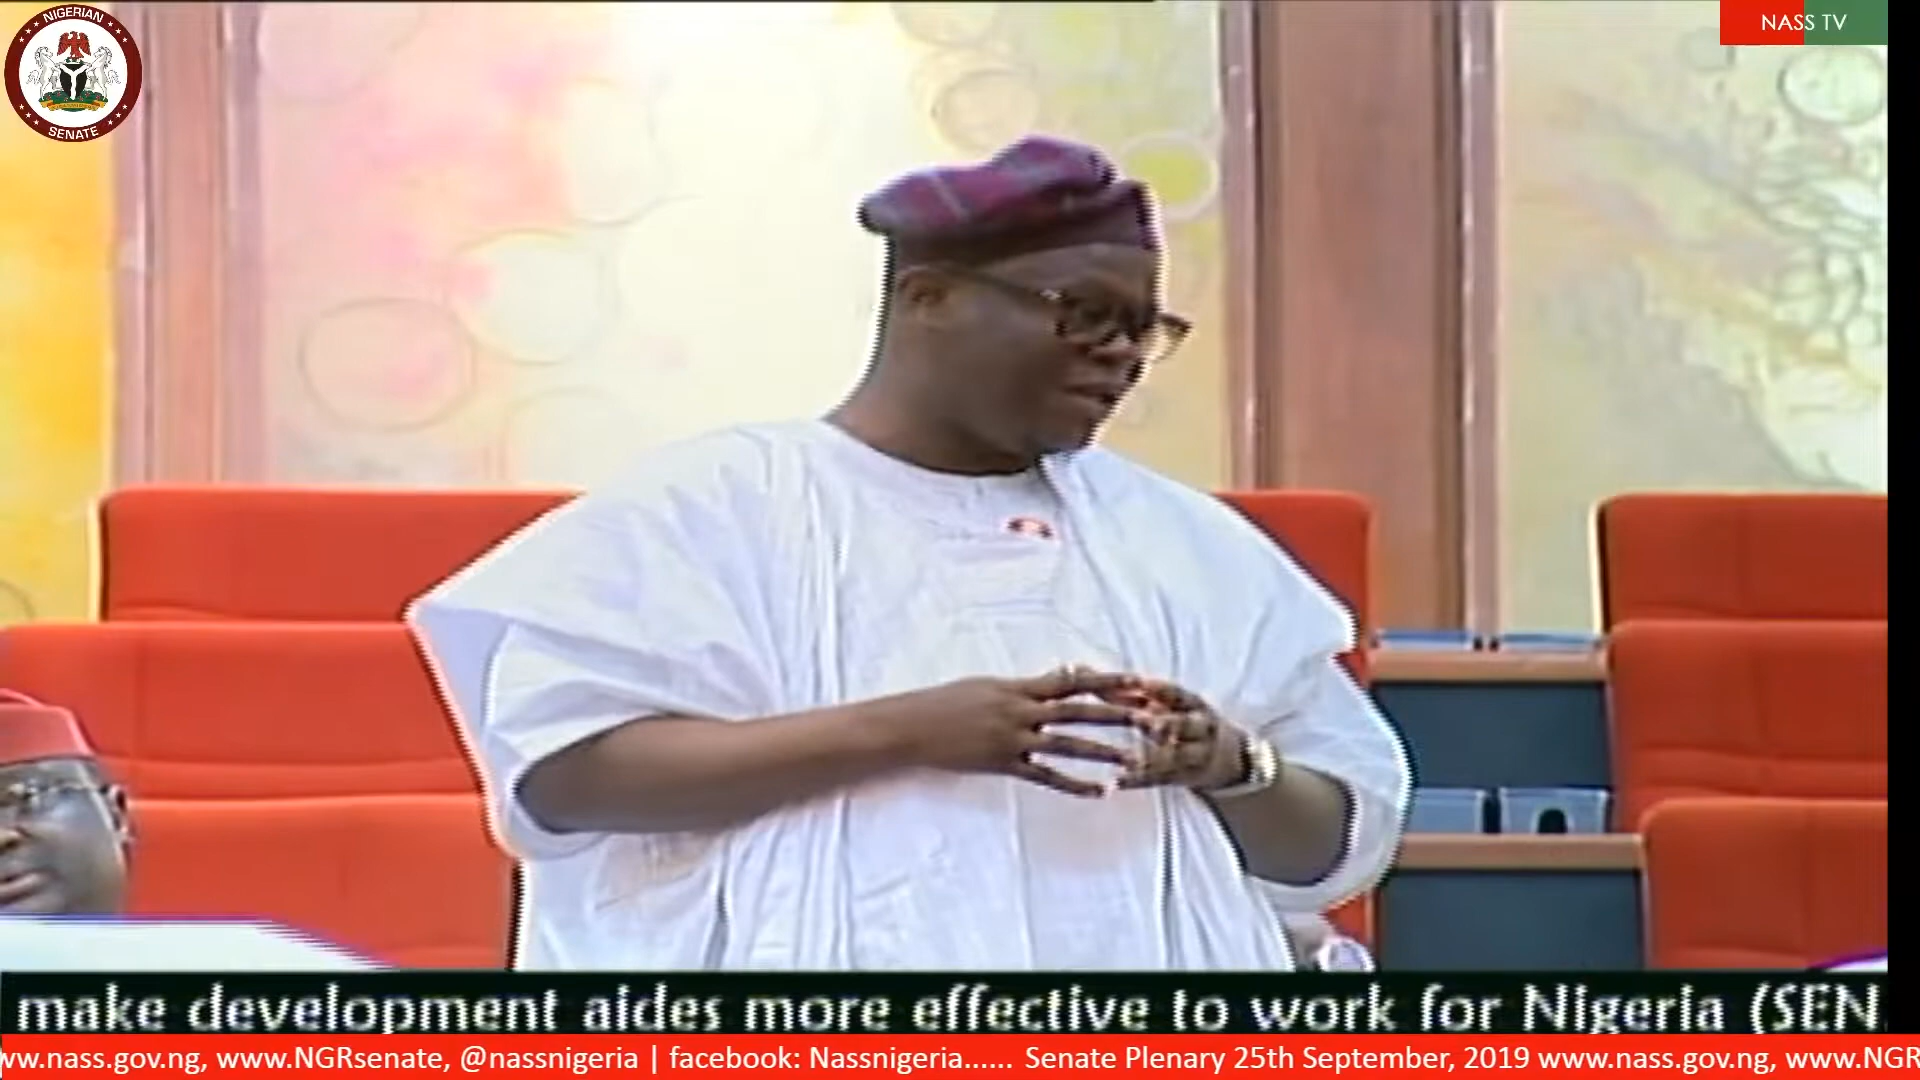 NIGERIAN
SENATE
NASS TV
make development aides more effective to work for Nigeria (SEN
ww.nass.gov.ng, www.NGRsenate, @nassnigeria | facebook: Nassnigeria...... Senate Plenary 25th September, 2019 www.nass.gov.ng, www.NGR